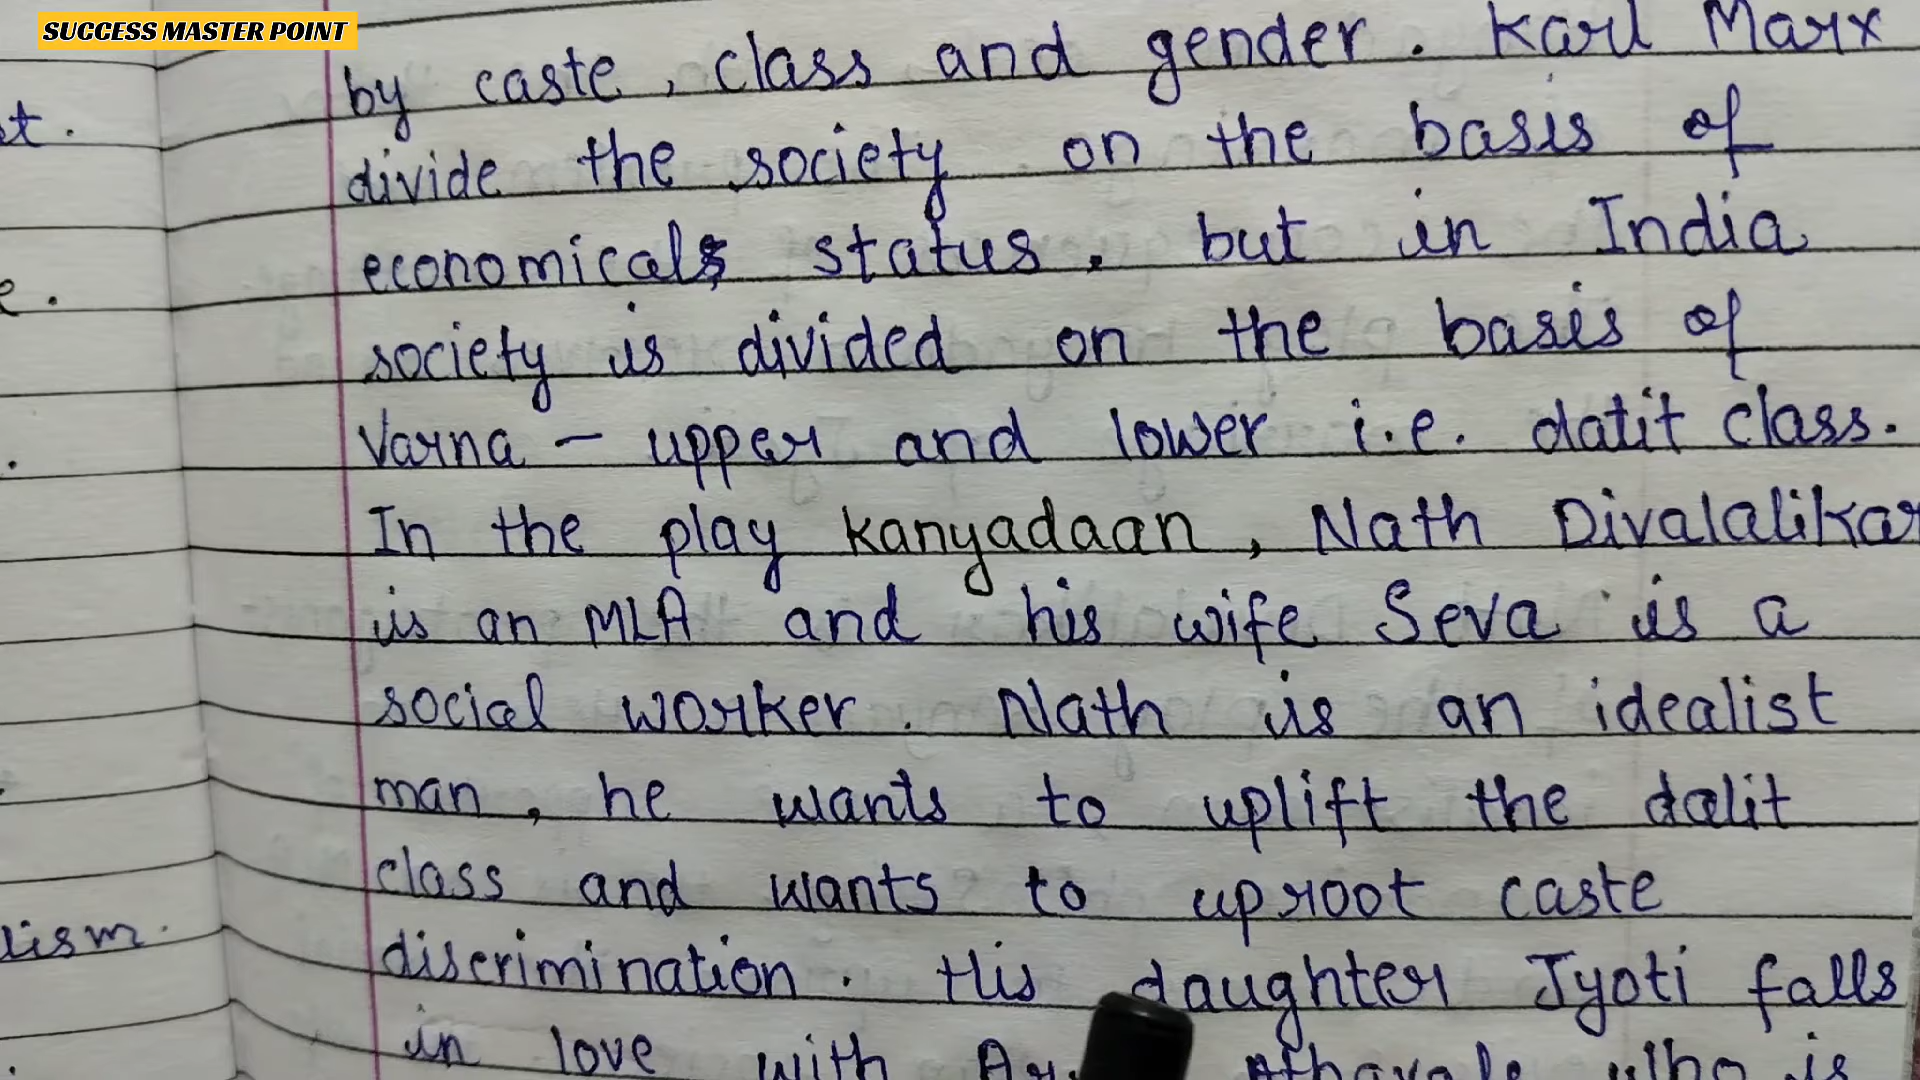 SUCCESS MASTER POINT
by caste, class and gender. Karl Marx
divide the society on the basis of
economical status, but in India
society is divided on the basis of
Varna - upper and lower i.e. datit class.
In the play kanyadaan, Nath Divalalikar
is an MLA and his wife Seva is a
social worker. Nath is an idealist
man, he wants to uplift the dalit
class and wants to uproot caste
discrimination. His daughter Jyoti falls
in love with who is